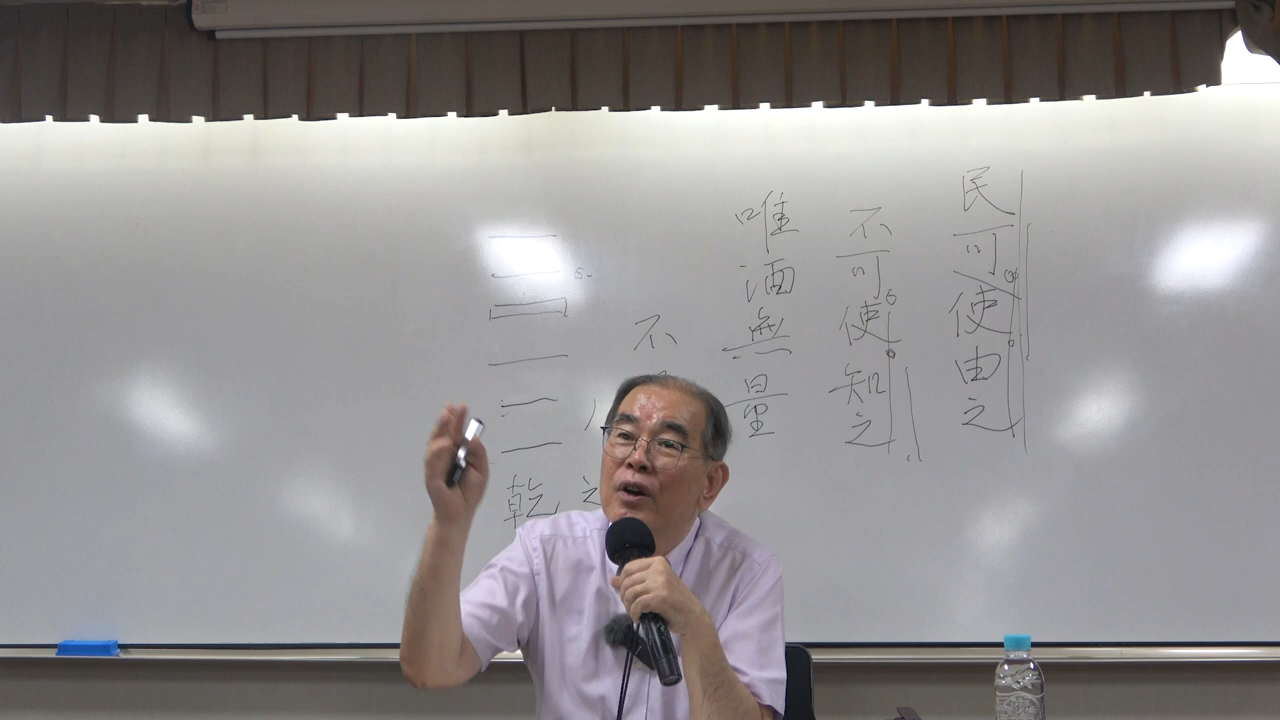 民可使由之
不可使知之
唯酒無量
不
之
乾